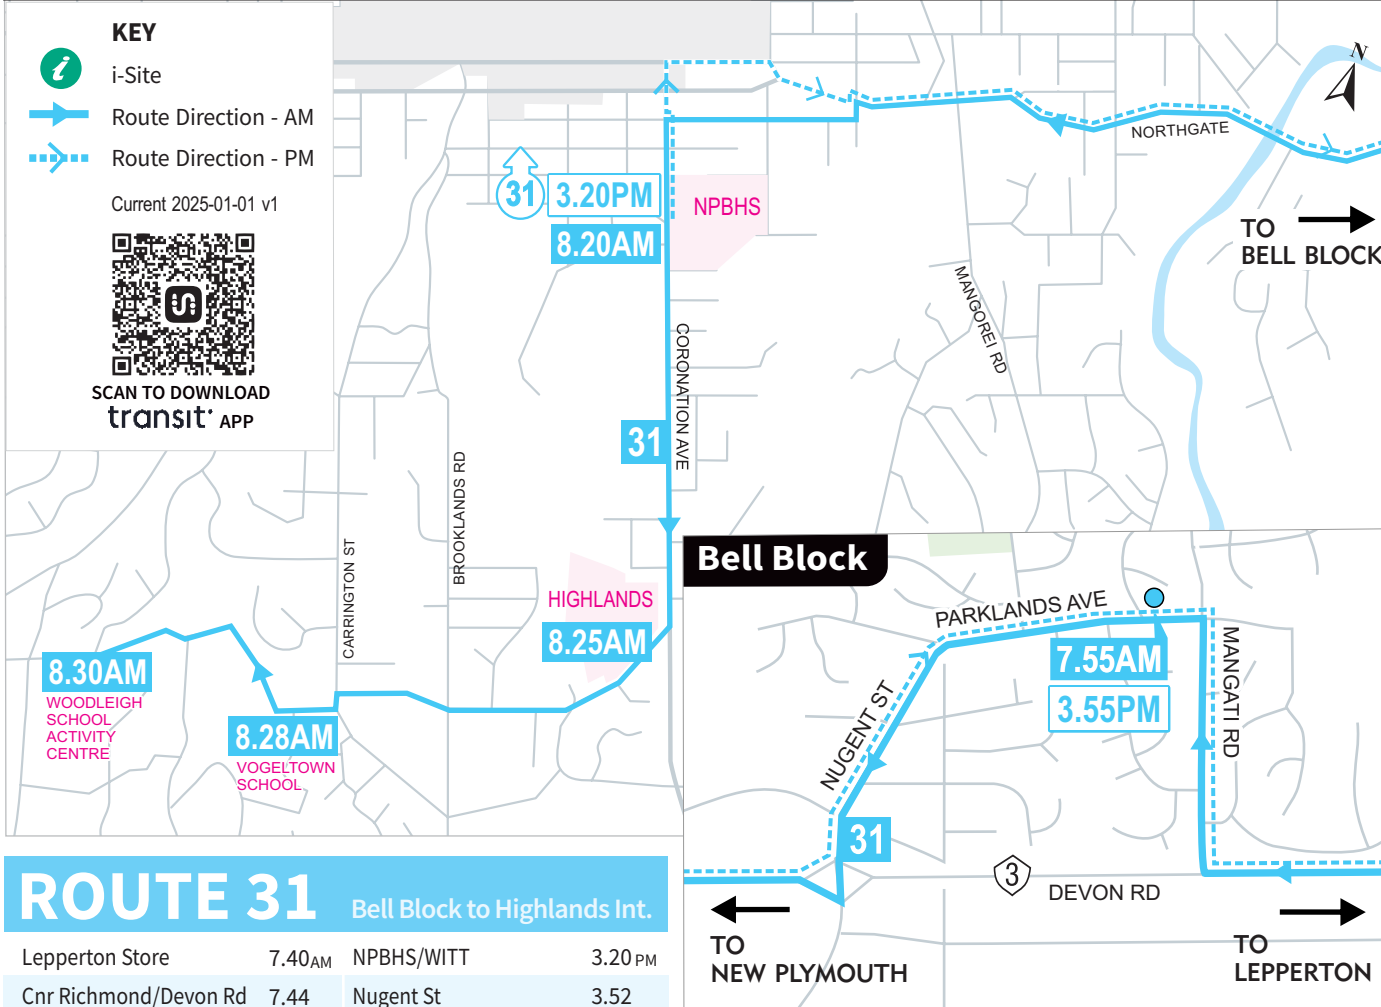 KEY
i
i-Site
Route Direction - AM
Route Direction - PM
Current 2025-01-01 v1
SCAN TO DOWNLOAD
transit APP
N
NORTHGATE
TO
BELL BLOCK
31
3.20PM
8.20AM
NPBHS
MANGOREI RD
CORONATION AVE
31
BROOKLANDS RD
CARRINGTON ST
HIGHLANDS
8.25AM
8.30AM
WOODLEIGH
SCHOOL
ACTIVITY
CENTRE
8.28AM
VOGELTOWN
SCHOOL
Bell Block
PARKLANDS AVE
7.55AM
3.55PM
MANGATI RD
NUGENT ST
31
3
DEVON RD
TO
NEW PLYMOUTH
TO
LEPPERTON
ROUTE 31 Bell Block to Highlands Int.
Lepperton Store 7.40AM NPBHS/WITT 3.20 PM
Cnr Richmond/Devon Rd 7.44 Nugent St 3.52